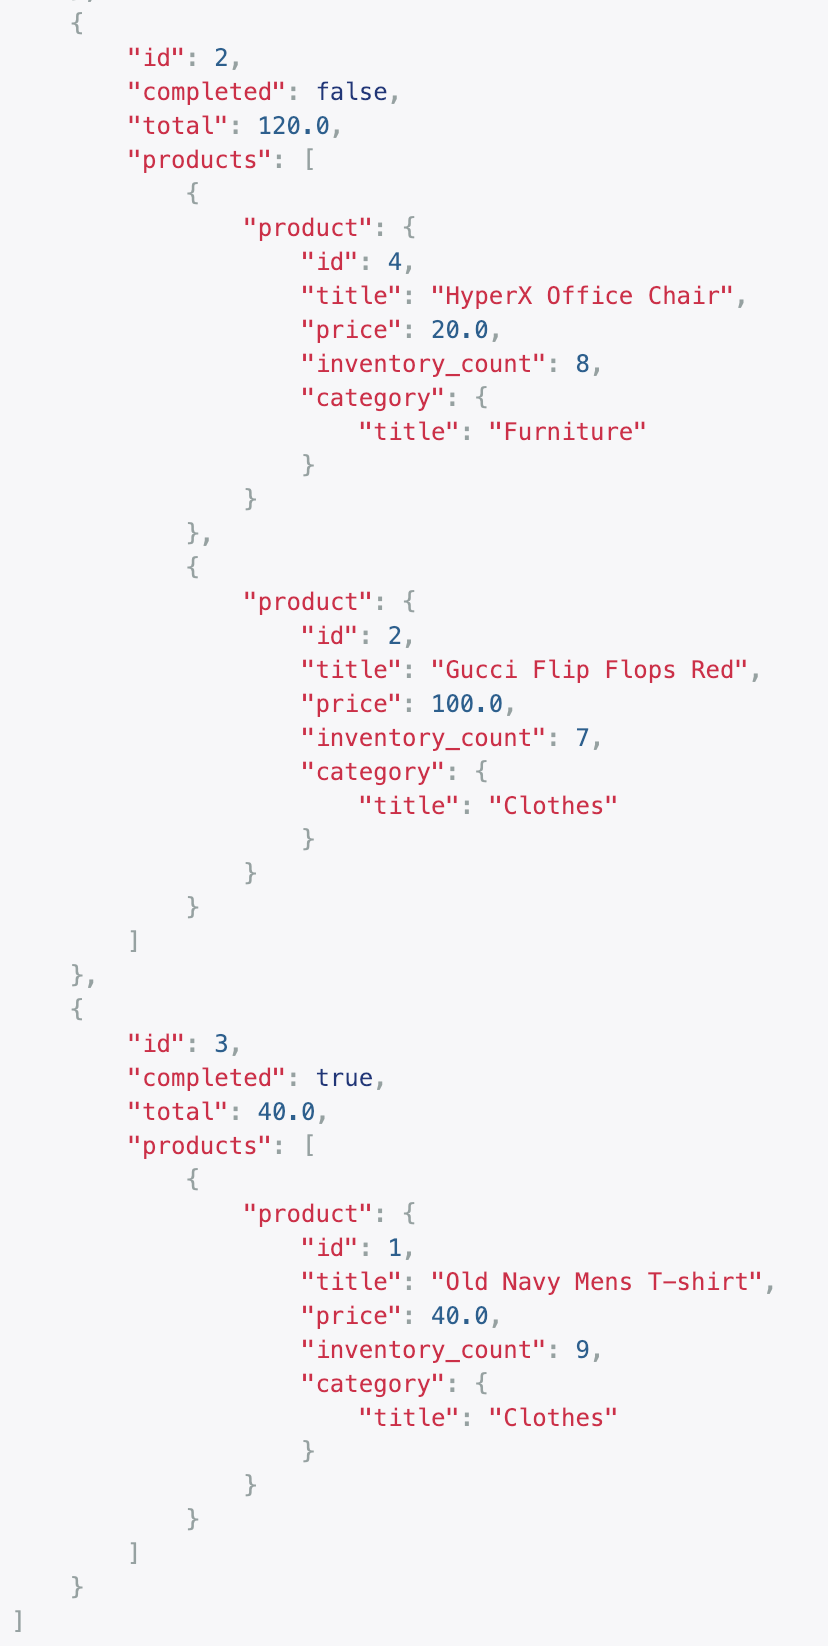 {
"id": 2,
"completed": false,
"total": 120.0,
"products": [
{
"product": {
"id": 4,
"title": "HyperX Office Chair",
"price": 20.0,
"inventory_count": 8,
"category": {
"title": "Furniture"
}
}
},
{
"product": {
"id": 2,
"title": "Gucci Flip Flops Red",
"price": 100.0,
"inventory_count": 7,
"category": {
"title": "Clothes"
}
}
}
]
},
{
"id": 3,
"completed": true,
"total": 40.0,
"products": [
{
"product": {
"id": 1,
"title": "Old Navy Mens T-shirt",
"price": 40.0,
"inventory_count": 9,
"category": {
"title": "Clothes"
}
}
}
]
}
]